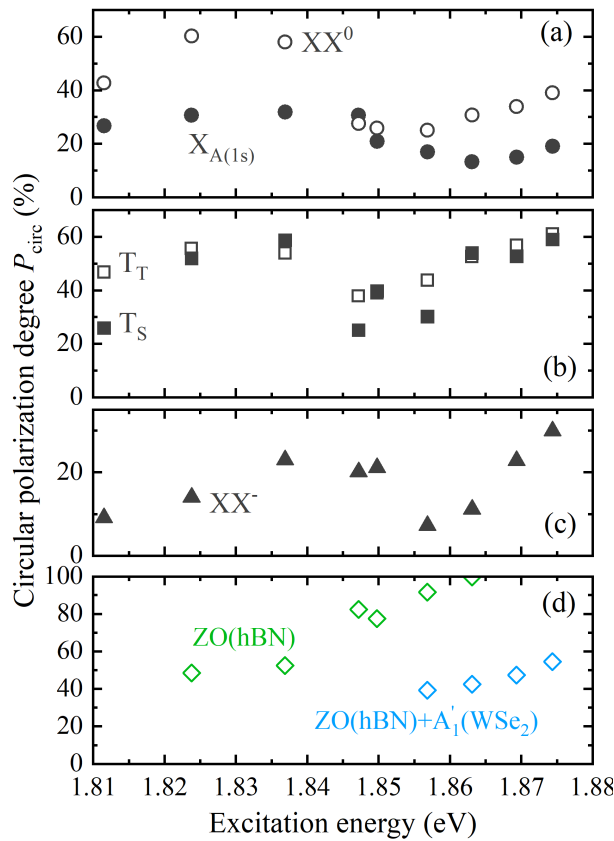 Circular polarization degree P_circ (%)
(a)
60
40
20
0
XX⁰
X_A(1s)
(b)
60
40
20
0
T_T
T_S
(c)
20
0
XX⁻
(d)
100
80
60
40
20
0
ZO(hBN)
ZO(hBN)+A'₁(WSe₂)
1.81 1.82 1.83 1.84 1.85 1.86 1.87 1.88
Excitation energy (eV)